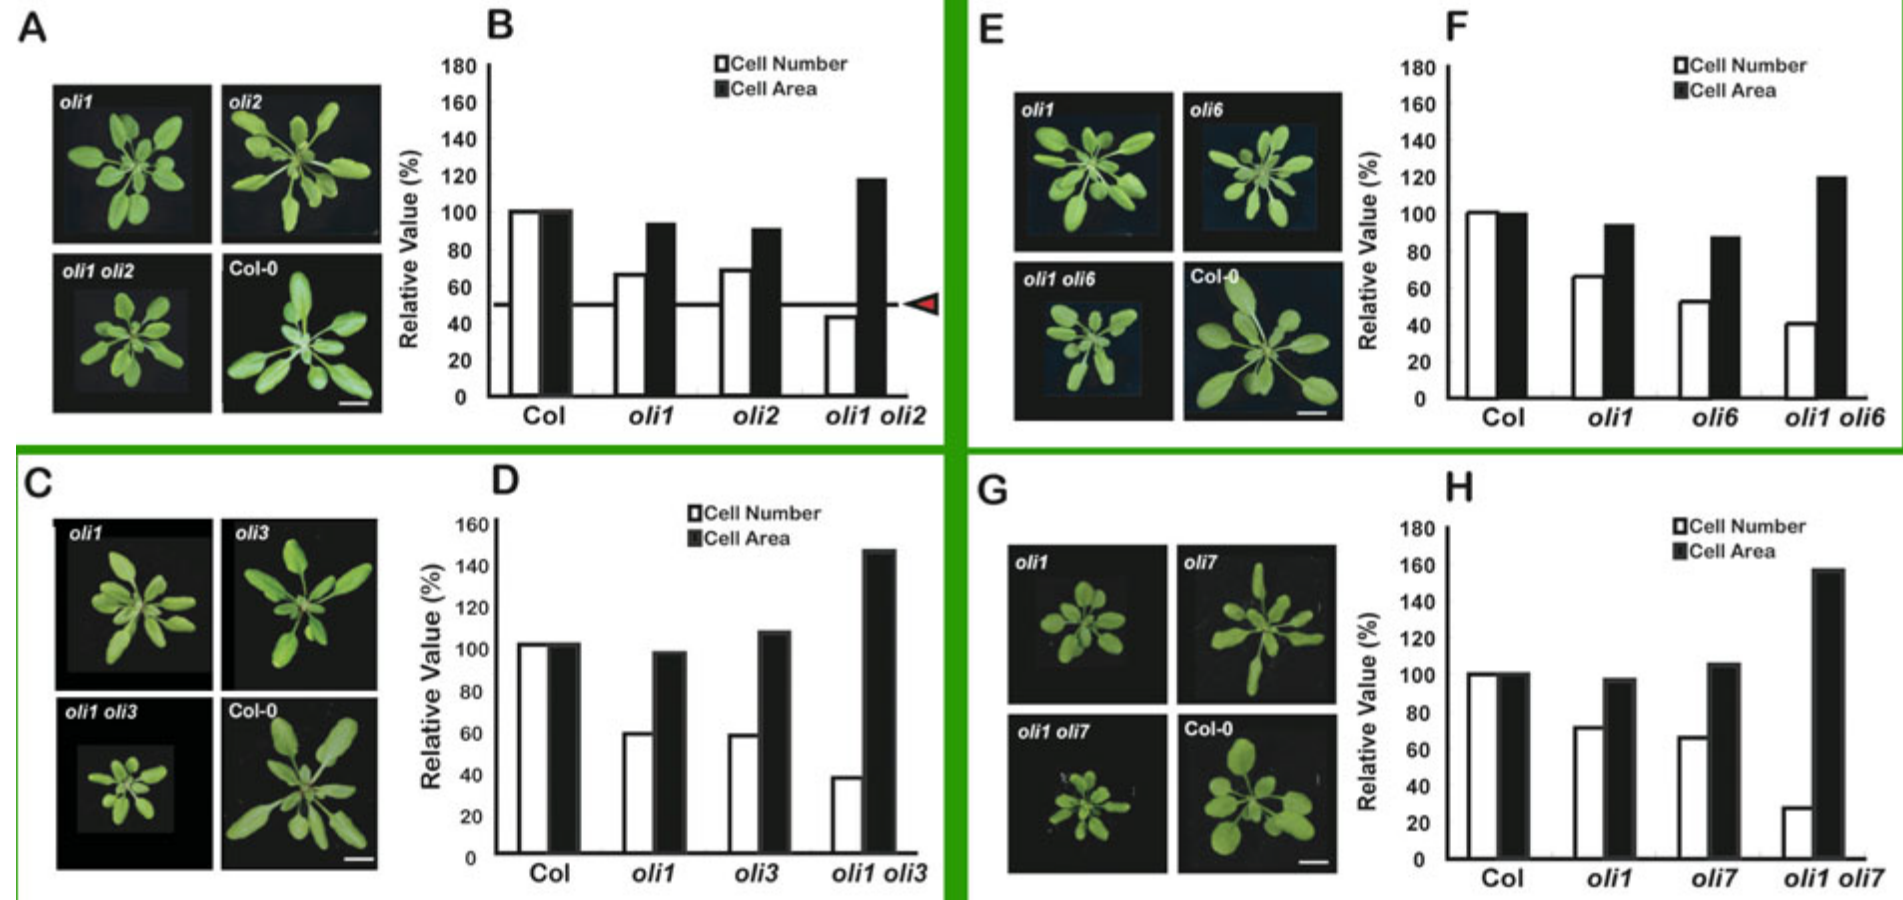 A
oli1
oli2
oli1 oli2
Col-0
B
Cell Number
Cell Area
Relative Value (%)
180
160
140
120
100
80
60
40
20
0
Col
oli1
oli2
oli1 oli2
C
oli1
oli3
oli1 oli3
Col-0
D
Cell Number
Cell Area
Relative Value (%)
160
140
120
100
80
60
40
20
0
Col
oli1
oli3
oli1 oli3
E
oli1
oli6
oli1 oli6
Col-0
F
Cell Number
Cell Area
Relative Value (%)
180
160
140
120
100
80
60
40
20
0
Col
oli1
oli6
oli1 oli6
G
oli1
oli7
oli1 oli7
Col-0
H
Cell Number
Cell Area
Relative Value (%)
180
160
140
120
100
80
60
40
20
0
Col
oli1
oli7
oli1 oli7